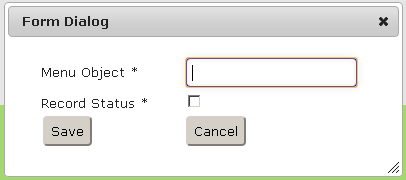 Form Dialog
Menu Object *
Record Status *
Save Cancel